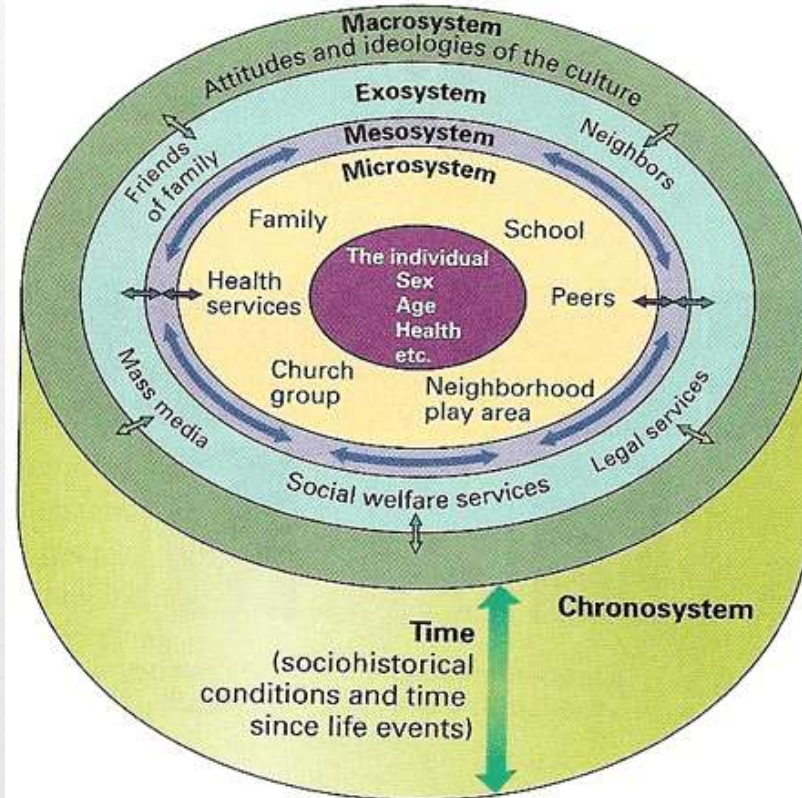 Macrosystem
Attitudes and ideologies of the culture
Exosystem
Mesosystem
Microsystem
Friends
of family
Neighbors
Family
School
The individual
Sex
Age
Health
etc.
Health
services
Peers
Church
group
Neighborhood
play area
Mass media
Social welfare services
Legal services
Chronosystem
Time
(sociohistorical
conditions and time
since life events)